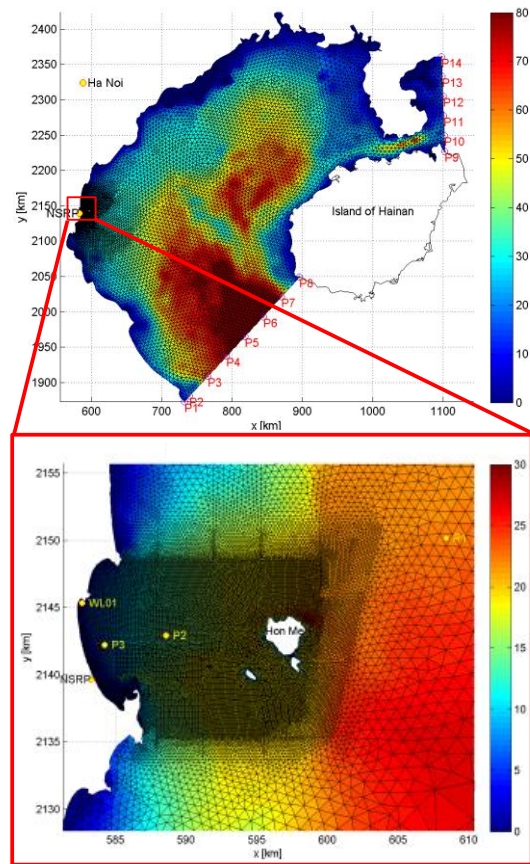 2400
2350
2300
2250
2200
2150
2100
2050
2000
1950
1900
y [km]
600
700
800
900
1000
1100
x [km]
Ha Noi
NSRP
Island of Hainan
P14
P13
P12
P11
P10
P9
P8
P7
P6
P5
P4
P3
P2
P1
80
70
60
50
40
30
20
10
0
2155
2150
2145
2140
2135
2130
y [km]
585
590
595
600
605
610
x [km]
WL01
P3
P2
NSRP
Hon Me
30
25
20
15
10
5
0